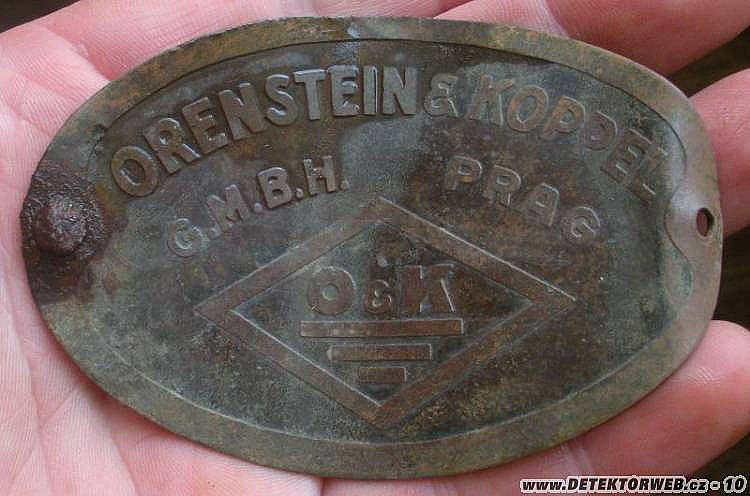 ORENSTEIN & KOPPEL
G.M.B.H. PRAG
O&K
www.DETEKTORWEB.cz - 10